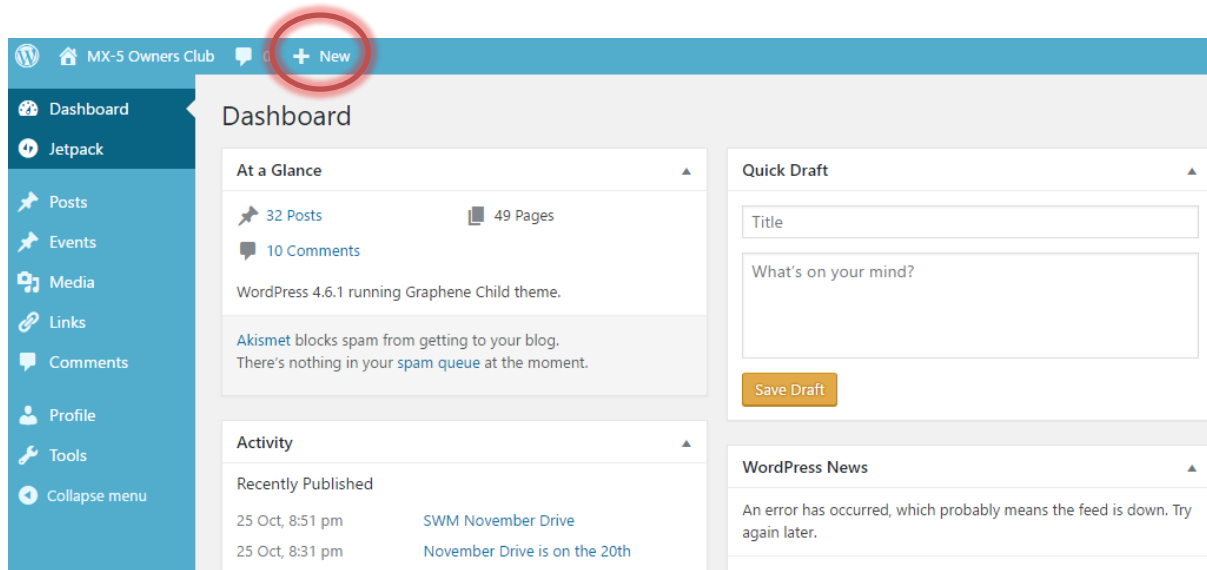 MX-5 Owners Club 0 New
Dashboard
Jetpack
Posts
Events
Media
Links
Comments
Profile
Tools
Collapse menu
Dashboard
At a Glance
32 Posts 49 Pages
10 Comments
WordPress 4.6.1 running Graphene Child theme.
Akismet blocks spam from getting to your blog.
There's nothing in your spam queue at the moment.
Activity
Recently Published
25 Oct, 8:51 pm SWM November Drive
25 Oct, 8:31 pm November Drive is on the 20th
Quick Draft
Title
What's on your mind?
Save Draft
WordPress News
An error has occurred, which probably means the feed is down. Try
again later.